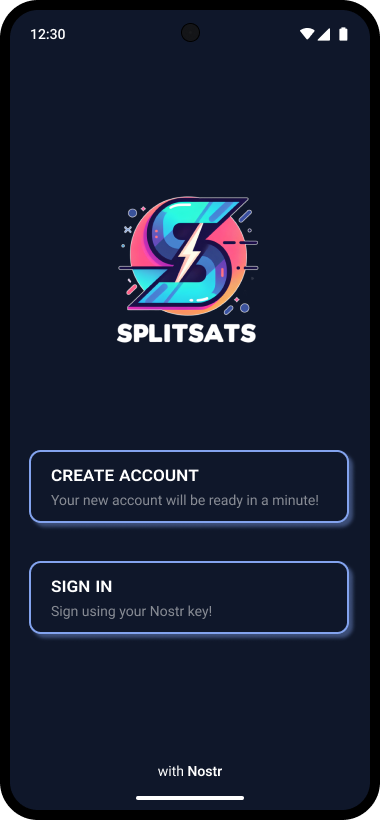 12:30
SPLITSATS
CREATE ACCOUNT
Your new account will be ready in a minute!
SIGN IN
Sign using your Nostr key!
with Nostr